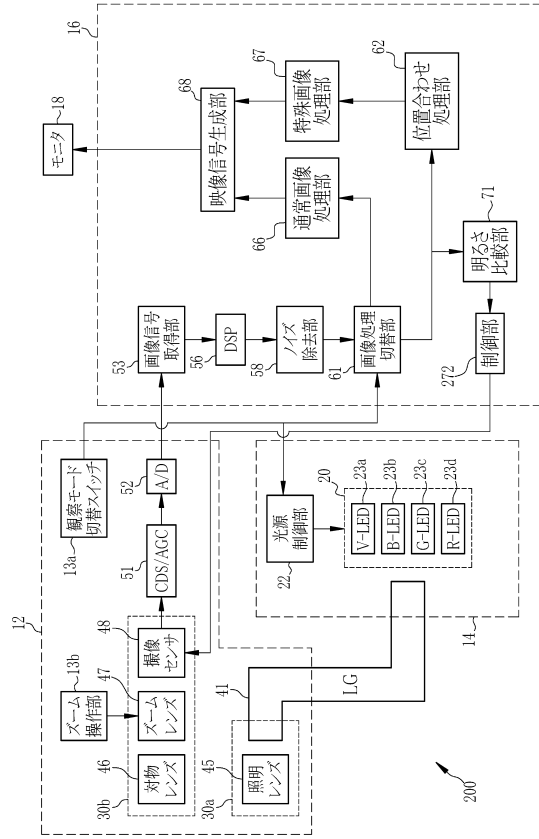 12
13b
ズーム
操作部
13a
観察モード
切替スイッチ
46
対物
レンズ
47
ズーム
レンズ
48
撮像
センサ
51
CDS/AGC
52
A/D
30b
30a
45
照明
レンズ
41
LG
200
14
22
光源
制御部
20
V-LED
23a
B-LED
23b
G-LED
23c
R-LED
23d
16
モニタ
18
53
画像信号
取得部
56
DSP
58
ノイズ
除去部
61
画像処理
切替部
68
映像信号生成部
66
通常画像
処理部
67
特殊画像
処理部
62
位置合わせ
処理部
71
明るさ
比較部
272
制御部